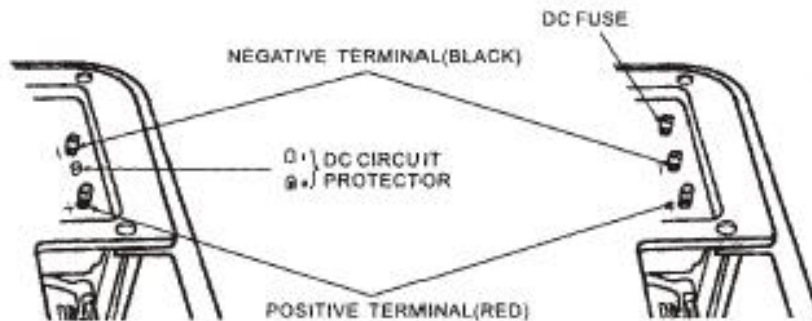 DC FUSE
NEGATIVE TERMINAL(BLACK)
DC CIRCUIT
PROTECTOR
POSITIVE TERMINAL(RED)